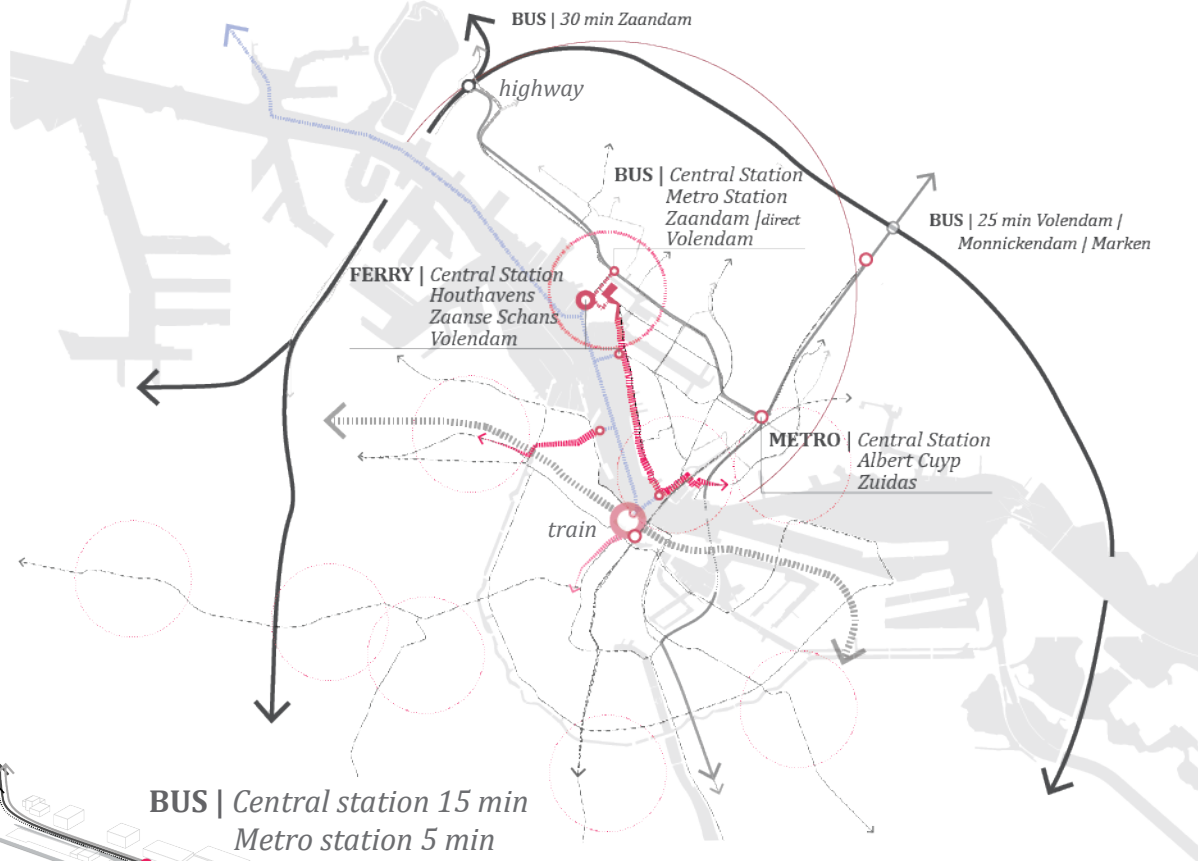 BUS | 30 min Zaandam
highway
BUS | Central Station
Metro Station
Zaandam |direct
Volendam
BUS | 25 min Volendam |
Monnickendam | Marken
FERRY | Central Station
Houthavens
Zaanse Schans
Volendam
METRO | Central Station
Albert Cuyp
Zuidas
train
BUS | Central station 15 min
Metro station 5 min